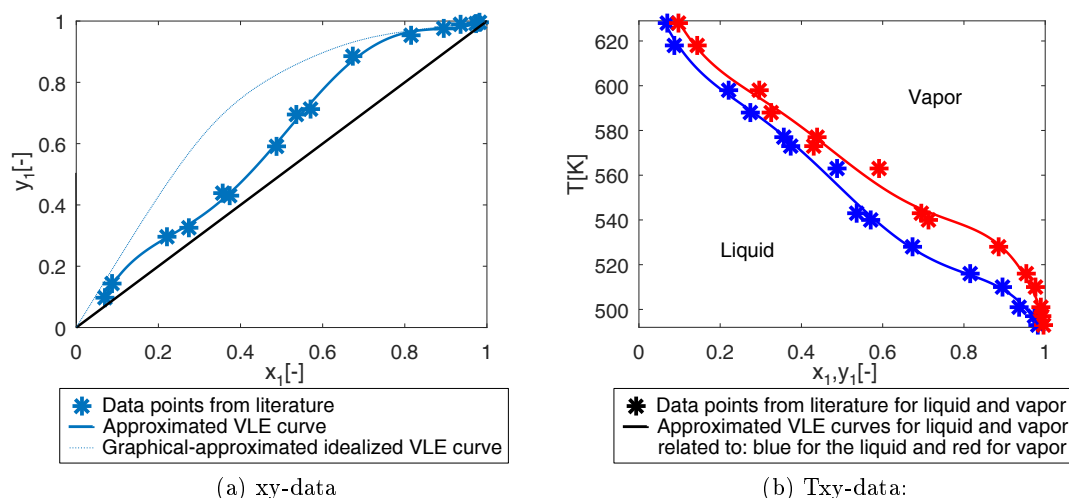 1
0.8
0.6
0.4
0.2
0
y1[-]
0 0.2 0.4 0.6 0.8 1
x1[-]
Data points from literature
Approximated VLE curve
Graphical-approximated idealized VLE curve
(a) xy-data
620
600
580
560
540
520
500
T[K]
Vapor
Liquid
0 0.2 0.4 0.6 0.8 1
x1,y1[-]
Data points from literature for liquid and vapor
Approximated VLE curves for liquid and vapor
related to: blue for the liquid and red for vapor
(b) Txy-data: